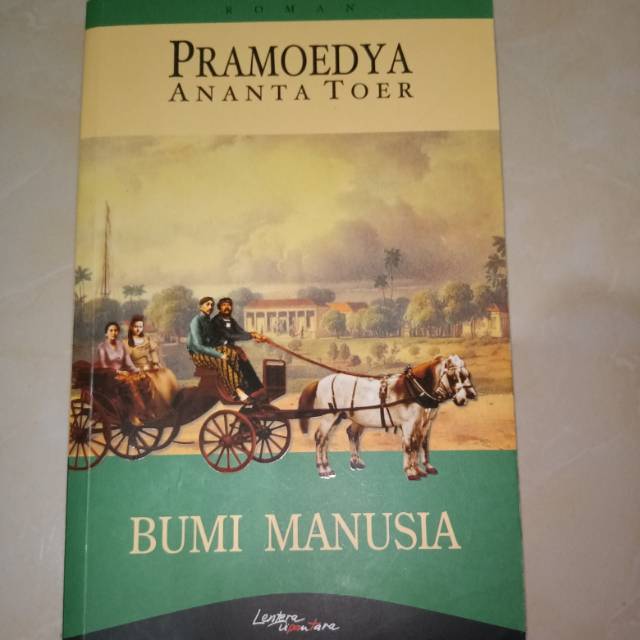 ROMAN
PRAMOEDYA
ANANTA TOER
BUMI MANUSIA
Lentera
Dipantara